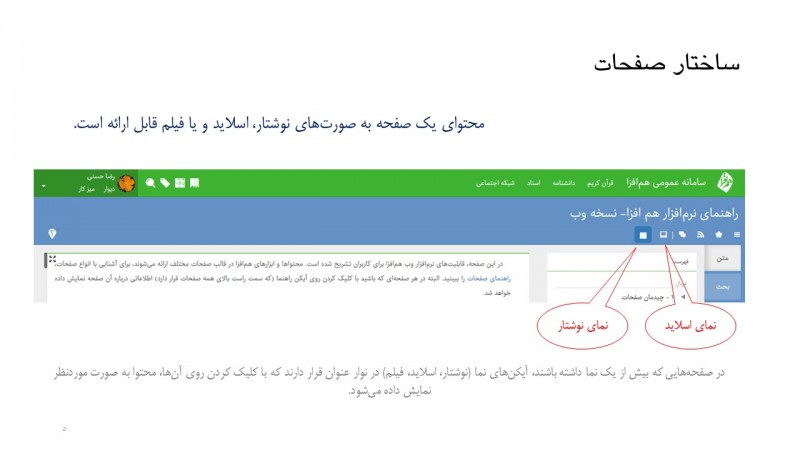 ساختار صفحات
محتوای یک صفحه به صورت‌های نوشتار، اسلاید و یا فیلم قابل ارائه است.
سامانه عمومی هم‌افزا قرآن کریم دانشنامه اسناد شبکه اجتماعی
رضا حسنی
دیوار میز کار
راهنمای نرم‌افزار هم افزا- نسخه وب
متن
بحث
فهرست
۱ - چیدمان صفحات
در این صفحه، قابلیت‌های نرم‌افزار وب هم‌افزا برای کاربران تشریح شده است. محتواها و ابزارهای هم‌افزا در قالب صفحات مختلف ارائه می‌شوند، برای آشنایی با انواع صفحات،
راهنمای صفحات را ببینید. البته در هر صفحه‌ای که باشید با کلیک کردن روی آیکن راهنما (که سمت راست بالای همه صفحات قرار دارد) اطلاعاتی درباره آن صفحه نمایش داده
خواهد شد.
نمای اسلاید
نمای نوشتار
در صفحه‌هایی که بیش از یک نما داشته باشند، آیکن‌های نما (نوشتار، اسلاید، فیلم) در نوار عنوان قرار دارند که با کلیک کردن روی آن‌ها، محتوا به صورت موردنظر
نمایش داده می‌شود.
۵